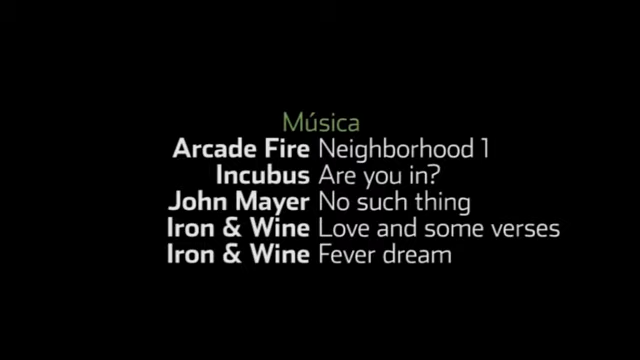 Música
Arcade Fire Neighborhood 1
Incubus Are you in?
John Mayer No such thing
Iron & Wine Love and some verses
Iron & Wine Fever dream